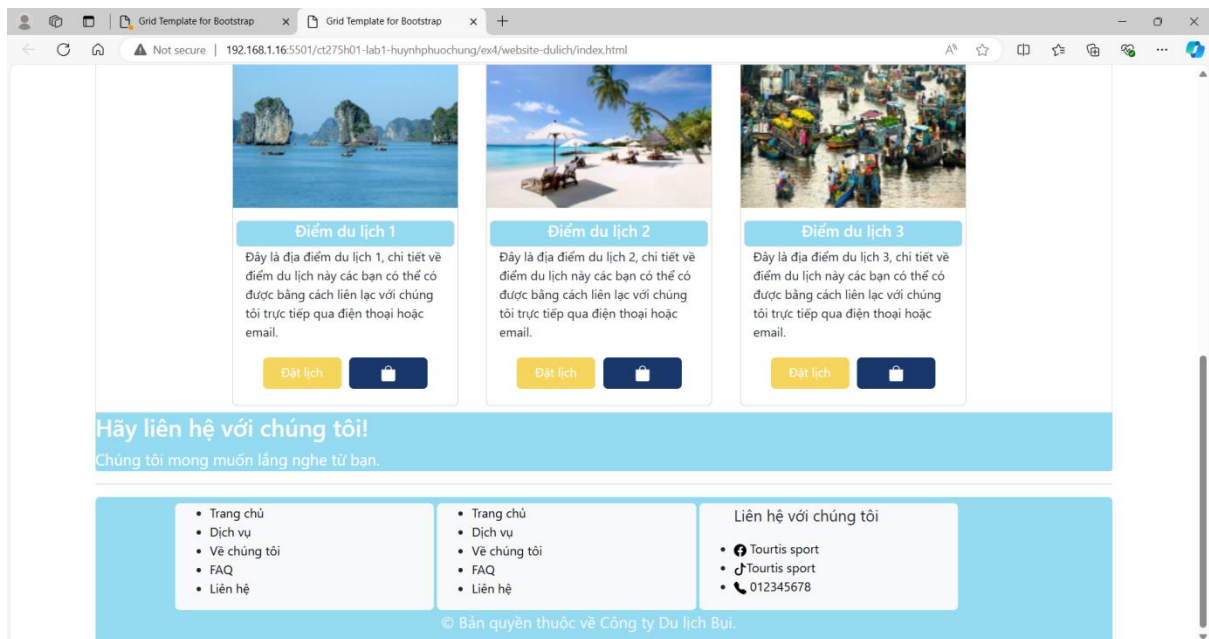 Grid Template for Bootstrap
Grid Template for Bootstrap
Not secure | 192.168.1.16:5501/ct275h01-lab1-huynhphuochung/ex4/website-dulich/index.html
Điểm du lịch 1
Đây là địa điểm du lịch 1, chi tiết về
điểm du lịch này các bạn có thể có
được bằng cách liên lạc với chúng
tôi trực tiếp qua điện thoại hoặc
email.
Đặt lịch
Điểm du lịch 2
Đây là địa điểm du lịch 2, chi tiết về
điểm du lịch này các bạn có thể có
được bằng cách liên lạc với chúng
tôi trực tiếp qua điện thoại hoặc
email.
Đặt lịch
Điểm du lịch 3
Đây là địa điểm du lịch 3, chi tiết về
điểm du lịch này các bạn có thể có
được bằng cách liên lạc với chúng
tôi trực tiếp qua điện thoại hoặc
email.
Đặt lịch
Hãy liên hệ với chúng tôi!
Chúng tôi mong muốn lắng nghe từ bạn.
Trang chủ
Dịch vụ
Về chúng tôi
FAQ
Liên hệ
Trang chủ
Dịch vụ
Về chúng tôi
FAQ
Liên hệ
Liên hệ với chúng tôi
Tourtis sport
Tourtis sport
012345678
© Bản quyền thuộc về Công ty Du lịch Bụi.